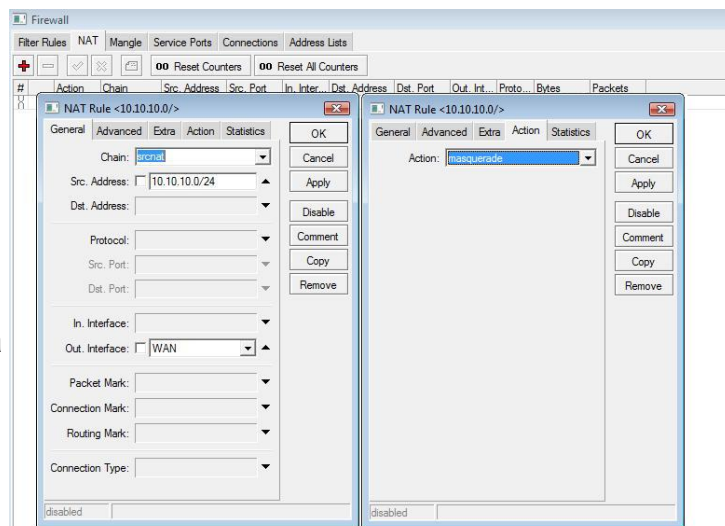 Firewall
Filter Rules NAT Mangle Service Ports Connections Address Lists
00 Reset Counters 00 Reset All Counters
# Action Chain Src. Address Src. Port In. Inter... Dst. Address Dst. Port Out. Int... Proto... Bytes Packets
NAT Rule <10.10.10.0/>
General Advanced Extra Action Statistics
Chain: srcnat
Src. Address: 10.10.10.0/24
Dst. Address:
Protocol:
Src. Port:
Dst. Port:
In. Interface:
Out. Interface: WAN
Packet Mark:
Connection Mark:
Routing Mark:
Connection Type:
OK
Cancel
Apply
Disable
Comment
Copy
Remove
disabled
NAT Rule <10.10.10.0/>
General Advanced Extra Action Statistics
Action: masquerade
OK
Cancel
Apply
Disable
Comment
Copy
Remove
disabled